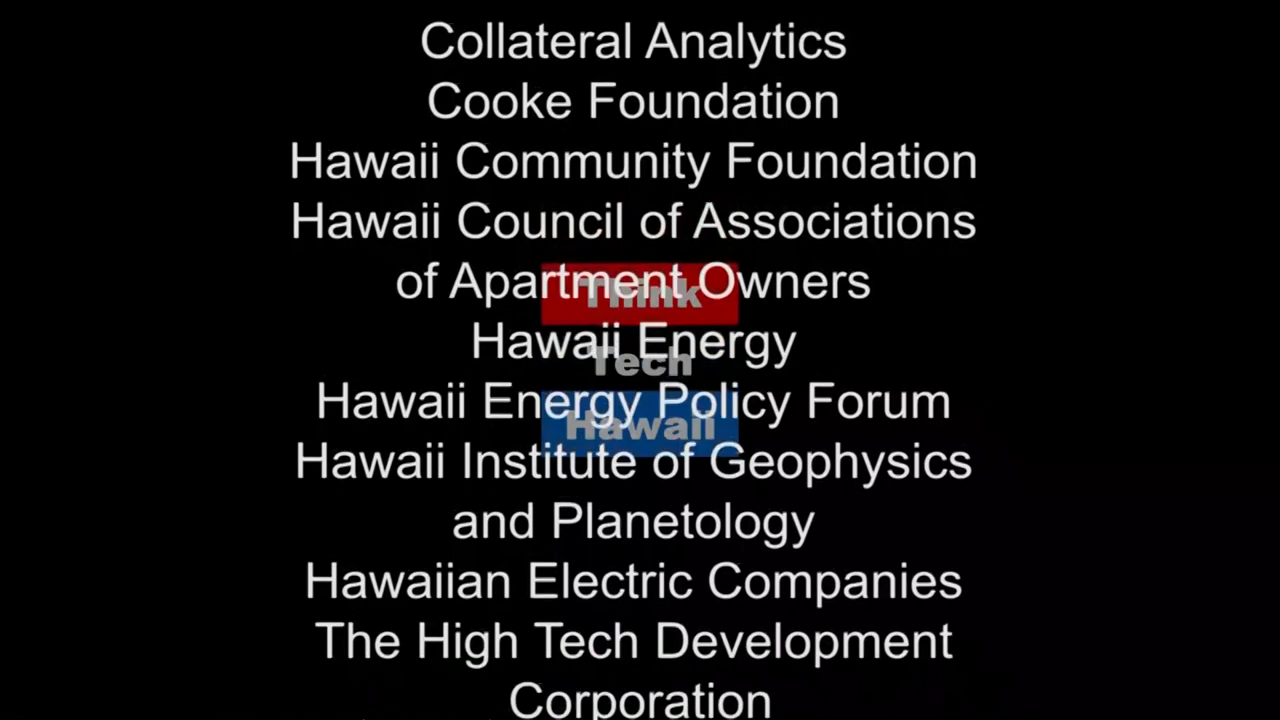 Collateral Analytics
Cooke Foundation
Hawaii Community Foundation
Hawaii Council of Associations
of Apartment Owners
Think
Hawaii Energy
Tech
Hawaii Energy Policy Forum
Hawaii
Hawaii Institute of Geophysics
and Planetology
Hawaiian Electric Companies
The High Tech Development
Corporation